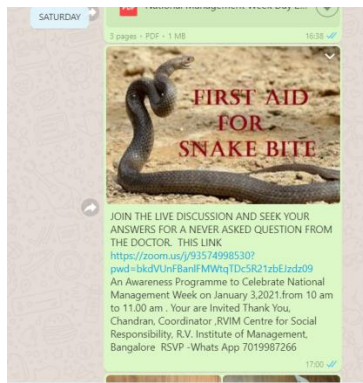 SATURDAY
National Management Week Day E...
3 pages • PDF • 1 MB
16:38
FIRST AID
FOR
SNAKE BITE
JOIN THE LIVE DISCUSSION AND SEEK YOUR
ANSWERS FOR A NEVER ASKED QUESTION FROM
THE DOCTOR. THIS LINK
https://zoom.us/j/93574998530?
pwd=bkdVUnFBanlFMWtqTDc5R21zbEJzdz09
An Awareness Programme to Celebrate National
Management Week on January 3,2021.from 10 am
to 11.00 am . Your are Invited Thank You,
Chandran, Coordinator ,RVIM Centre for Social
Responsibility, R.V. Institute of Management,
Bangalore RSVP -Whats App 7019987266
17:00